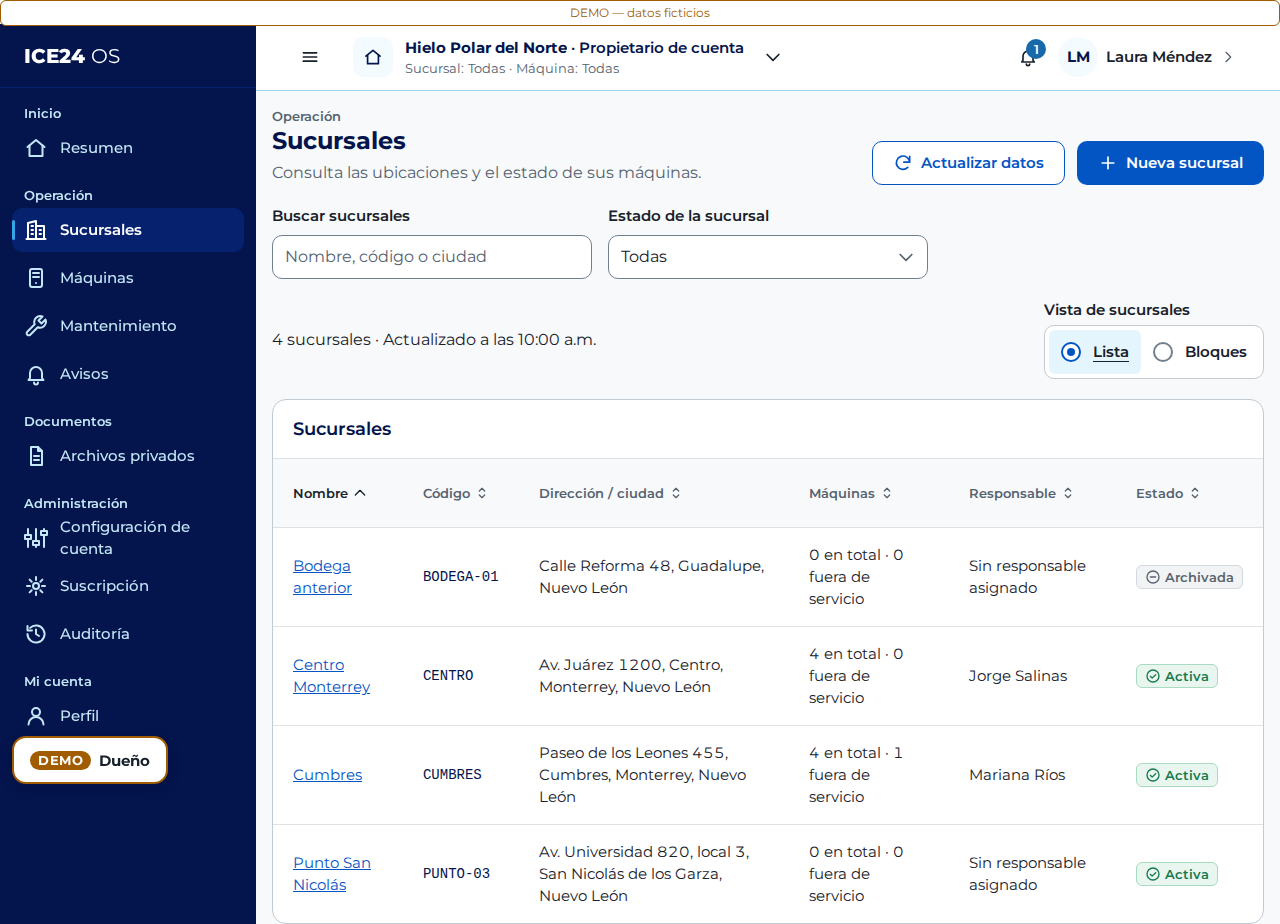 DEMO — datos ficticios
ICE24 OS
Hielo Polar del Norte · Propietario de cuenta
Sucursal: Todas · Máquina: Todas
1
LM
Laura Méndez
Inicio
Resumen
Operación
Sucursales
Máquinas
Mantenimiento
Avisos
Documentos
Archivos privados
Administración
Configuración de
cuenta
Suscripción
Auditoría
Mi cuenta
Perfil
DEMO Dueño
Operación
Sucursales
Consulta las ubicaciones y el estado de sus máquinas.
Actualizar datos
Nueva sucursal
Buscar sucursales
Estado de la sucursal
Nombre, código o ciudad
Todas
4 sucursales · Actualizado a las 10:00 a.m.
Vista de sucursales
Lista
Bloques
Sucursales
Nombre
Código
Dirección / ciudad
Máquinas
Responsable
Estado
Bodega
anterior
BODEGA-01
Calle Reforma 48, Guadalupe,
Nuevo León
0 en total · 0
fuera de
servicio
Sin responsable
asignado
Archivada
Centro
Monterrey
CENTRO
Av. Juárez 1200, Centro,
Monterrey, Nuevo León
4 en total · 0
fuera de
servicio
Jorge Salinas
Activa
Cumbres
CUMBRES
Paseo de los Leones 455,
Cumbres, Monterrey, Nuevo
León
4 en total · 1
fuera de
servicio
Mariana Ríos
Activa
Punto San
Nicolás
PUNTO-03
Av. Universidad 820, local 3,
San Nicolás de los Garza,
Nuevo León
0 en total · 0
fuera de
servicio
Sin responsable
asignado
Activa